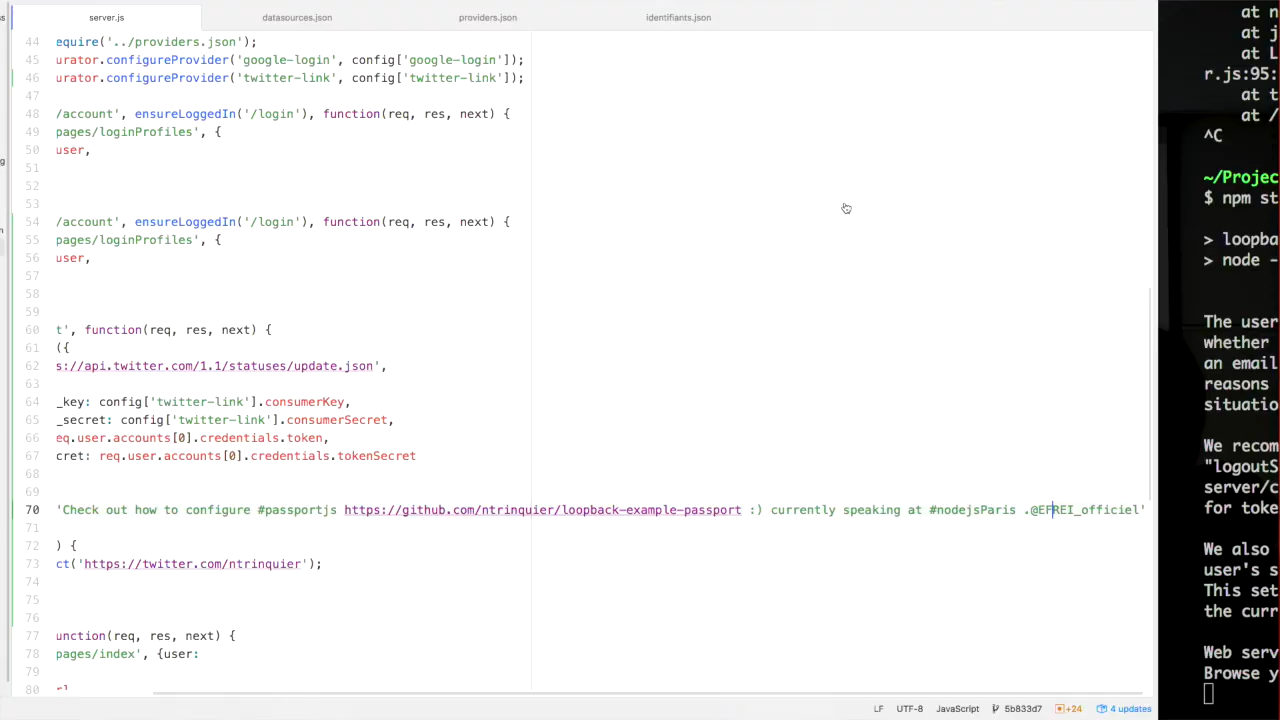 server.js
datasources.json
providers.json
identifiants.json
44 equire('../providers.json');
45 urator.configureProvider('google-login', config['google-login']);
46 urator.configureProvider('twitter-link', config['twitter-link']);
47
48 /account', ensureLoggedIn('/login), function(req, res, next) {
49 pages/loginProfiles', {
50 user,
51
52
53
54 /account', ensureLoggedIn('/login), function(req, res, next) {
55 pages/loginProfiles', {
56 user,
57
58
59
60 t', function(req, res, next) {
61 ({
62 s://api.twitter.com/1.1/statuses/update.json',
63
64 _key: config['twitter-link'].consumerKey,
65 _secret: config['twitter-link'].consumerSecret,
66 eq.user.accounts[0].credentials.token,
67 cret: req.user.accounts[0].credentials.tokenSecret
68
69
70 'Check out how to configure #passportjs https://github.com/ntrinquier/loopback-example-passport :) currently speaking at #nodejsParis .@EFREI_officiel'
71
72 ) {
73 ct('https://twitter.com/ntrinquier');
74
75
76
77 unction(req, res, next) {
78 pages/index', {user:
79
80 rl
LF UTF-8 JavaScript 5b833d7 +24 4 updates
at n
at j
at L
r.js:95:
at t
at /
^C
~/Projec
$ npm st
> loopba
> node -
The user
whether
an email
reasons
situatio
We recom
"logoutS
server/c
for toke
We also
user's s
This set
the curr
Web serv
Browse y